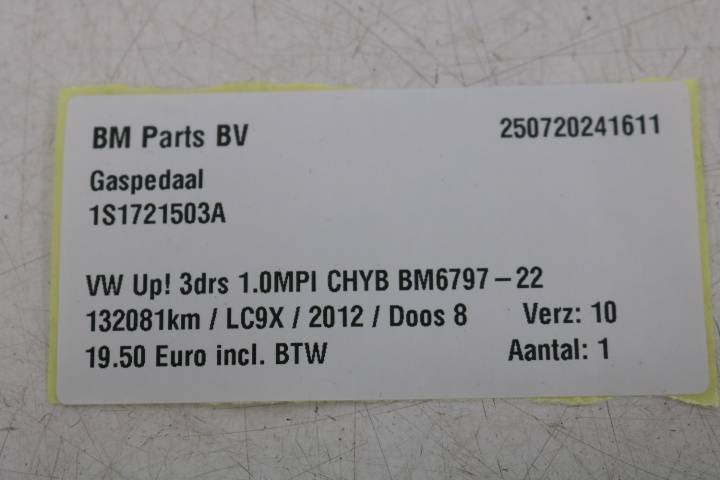 BM Parts BV 250720241611
Gaspedaal
1S1721503A
VW Up! 3drs 1.0MPI CHYB BM6797-22
132081km / LC9X / 2012 / Doos 8 Verz: 10
19.50 Euro incl. BTW Aantal: 1